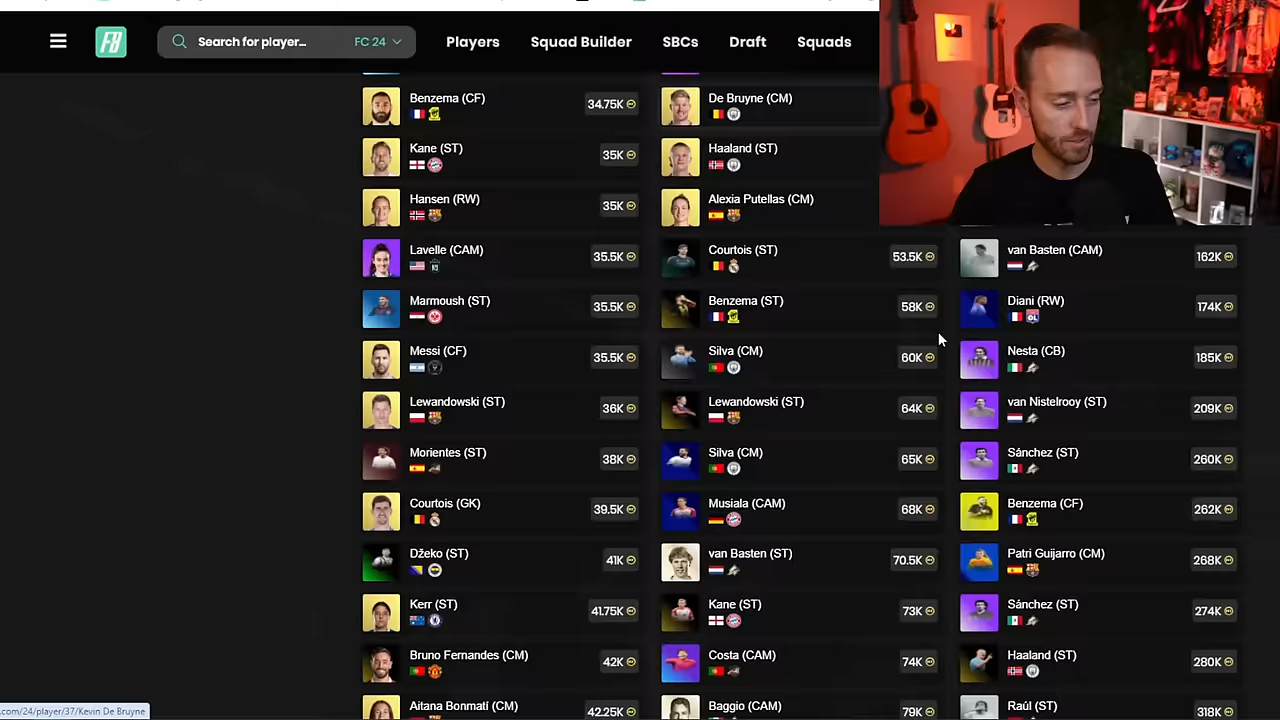 FB
Search for player...
FC 24
Players
Squad Builder
SBCs
Draft
Squads
Benzema (CF)
34.75K
Kane (ST)
35K
Hansen (RW)
35K
Lavelle (CAM)
35.5K
Marmoush (ST)
35.5K
Messi (CF)
35.5K
Lewandowski (ST)
36K
Morientes (ST)
38K
Courtois (GK)
39.5K
Džeko (ST)
41K
Kerr (ST)
41.75K
Bruno Fernandes (CM)
42K
Aitana Bonmatí (CM)
42.25K
De Bruyne (CM)
Haaland (ST)
Alexia Putellas (CM)
Courtois (ST)
53.5K
Benzema (ST)
58K
Silva (CM)
60K
Lewandowski (ST)
64K
Silva (CM)
65K
Musiala (CAM)
68K
van Basten (ST)
70.5K
Kane (ST)
73K
Costa (CAM)
74K
Baggio (CAM)
79K
van Basten (CAM)
162K
Diani (RW)
174K
Nesta (CB)
185K
van Nistelrooy (ST)
209K
Sánchez (ST)
260K
Benzema (CF)
262K
Patri Guijarro (CM)
268K
Sánchez (ST)
274K
Haaland (ST)
280K
Raúl (ST)
318K
.com/24/player/37/Kevin De Bruyne